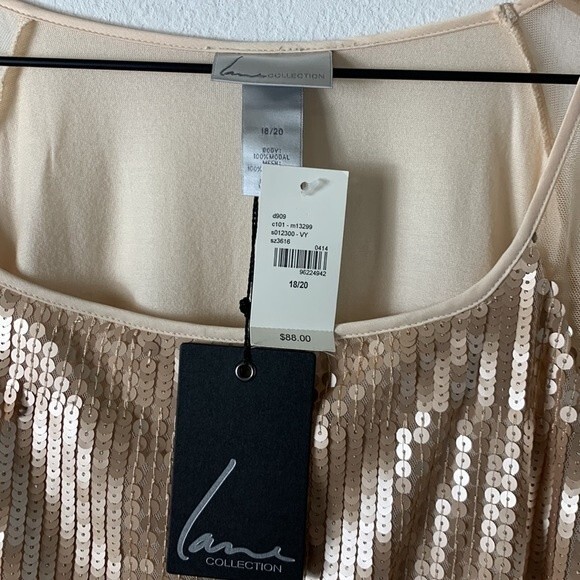 Lane COLLECTION
18/20
BODY:
100% MODAL
MESH:
100%
d909
c101 - m13299
s012300 - VY
sz3616
0414
96224942
18/20
$88.00
Lane
COLLECTION